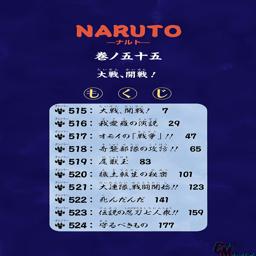 NARUTO
―ナルト―
巻ノ五十五
大戦、開戦!
もくじ
515: 大戦、開戦! 7
516: 我愛羅の演説 29
517: オモイの「戦争」!! 47
518: 奇襲部隊の攻防!! 65
519: 尾獣玉 83
520: 穢土転生の秘密 101
521: 大連隊、戦闘開始!! 123
522: 死んだんだ 141
523: 伝説の忍刀七人衆!! 159
524: 守るべきもの 177